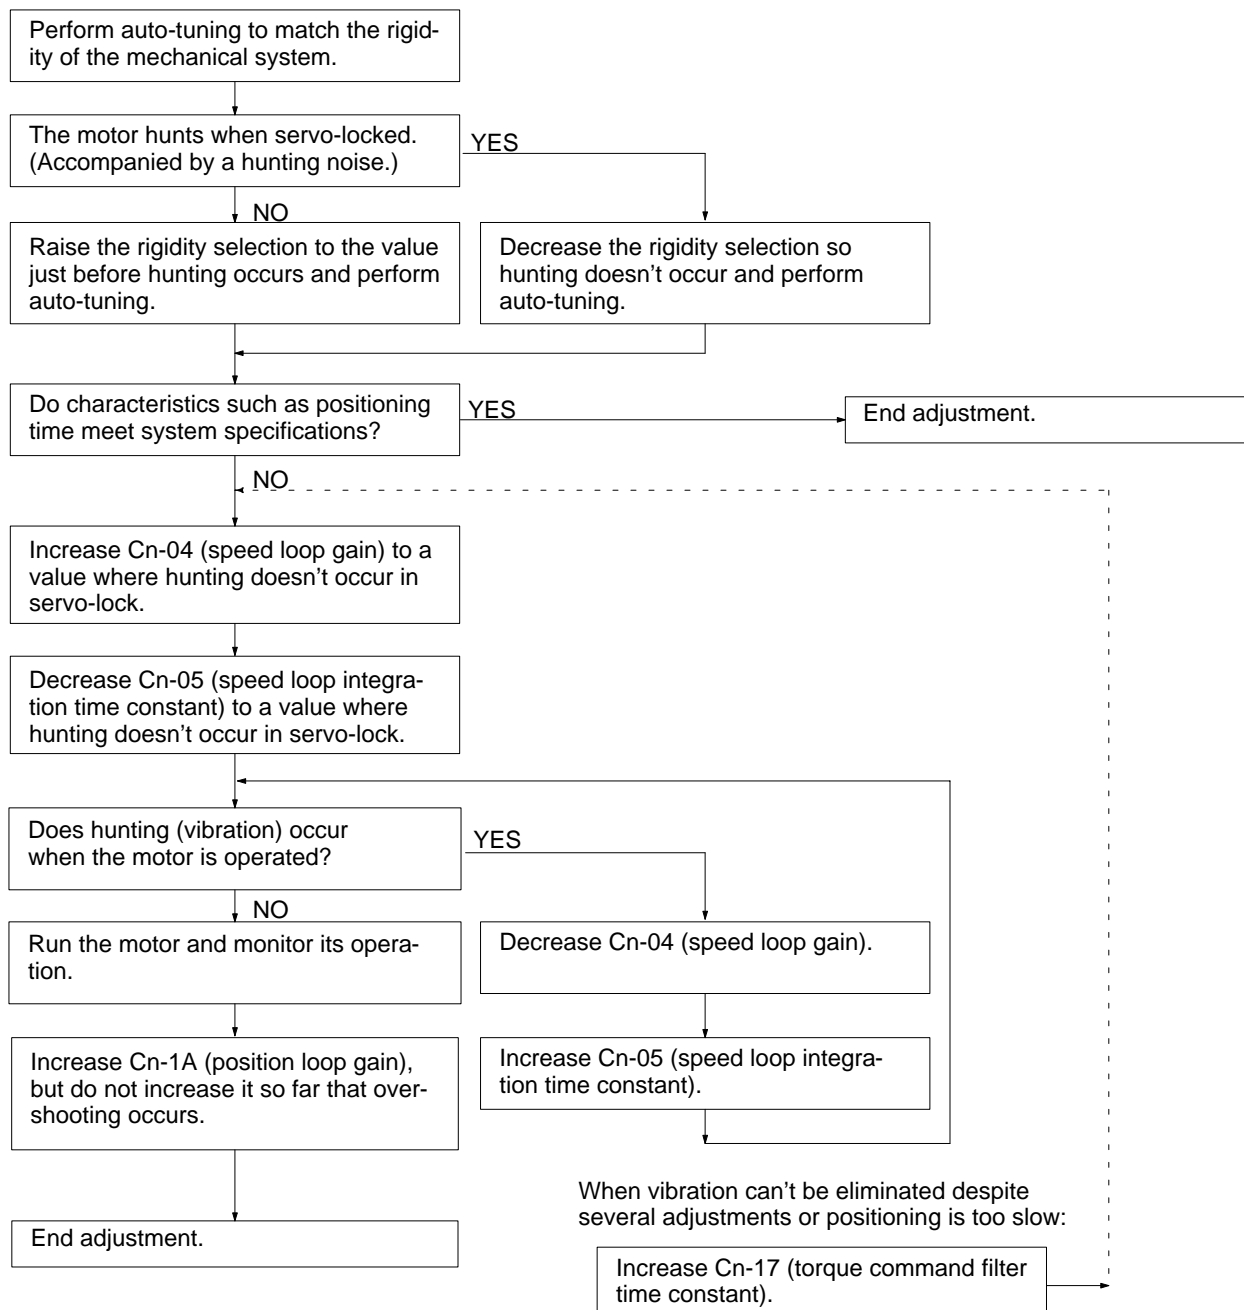 Perform auto-tuning to match the rigid-
ity of the mechanical system.
The motor hunts when servo-locked.
(Accompanied by a hunting noise.)
YES
NO
Raise the rigidity selection to the value
just before hunting occurs and perform
auto-tuning.
Decrease the rigidity selection so
hunting doesn't occur and perform
auto-tuning.
Do characteristics such as positioning
time meet system specifications?
YES
End adjustment.
NO
Increase Cn-04 (speed loop gain) to a
value where hunting doesn't occur in
servo-lock.
Decrease Cn-05 (speed loop integra-
tion time constant) to a value where
hunting doesn't occur in servo-lock.
Does hunting (vibration) occur
when the motor is operated?
YES
NO
Run the motor and monitor its opera-
tion.
Decrease Cn-04 (speed loop gain).
Increase Cn-1A (position loop gain),
but do not increase it so far that over-
shooting occurs.
Increase Cn-05 (speed loop integra-
tion time constant).
End adjustment.
When vibration can't be eliminated despite
several adjustments or positioning is too slow:
Increase Cn-17 (torque command filter
time constant).